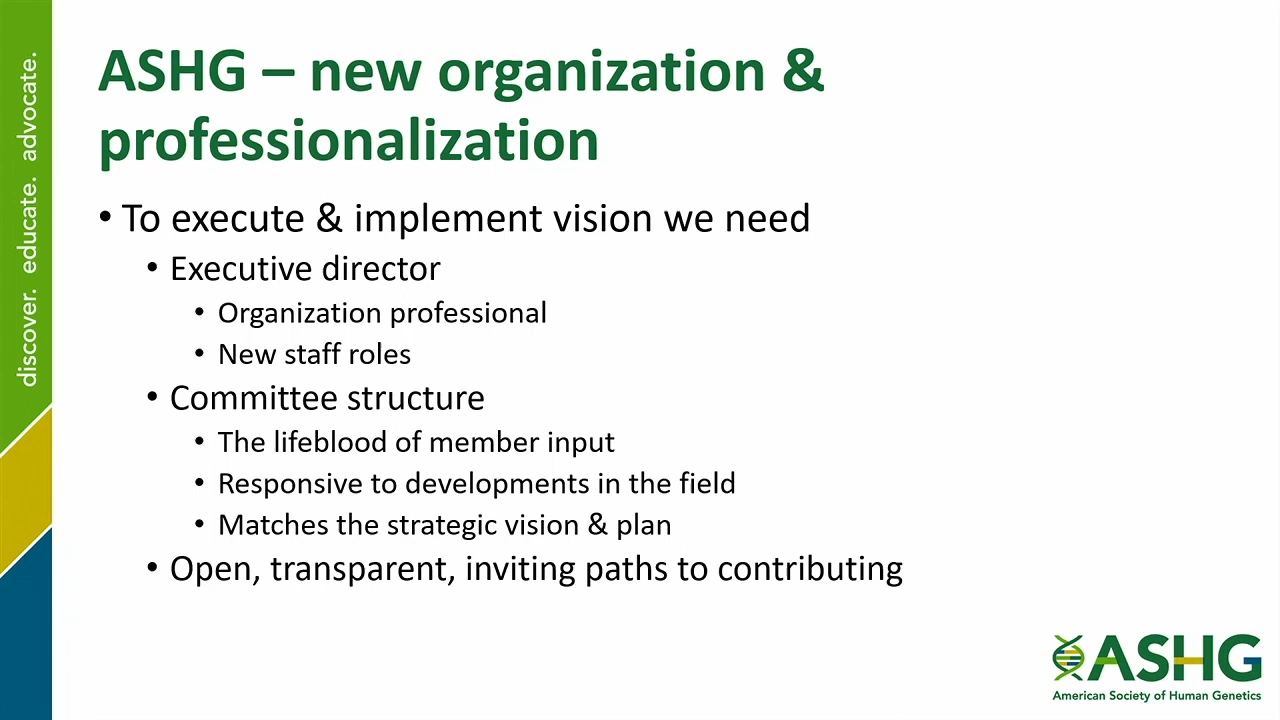 discover. educate. advocate.
ASHG – new organization &
professionalization
• To execute & implement vision we need
• Executive director
• Organization professional
• New staff roles
• Committee structure
• The lifeblood of member input
• Responsive to developments in the field
• Matches the strategic vision & plan
• Open, transparent, inviting paths to contributing
ASHG
American Society of Human Genetics